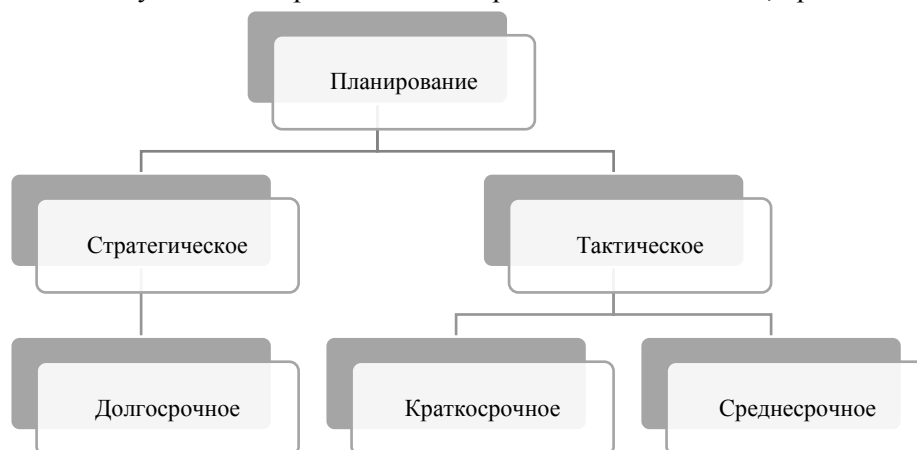 Планирование
Стратегическое
Тактическое
Долгосрочное
Краткосрочное
Среднесрочное